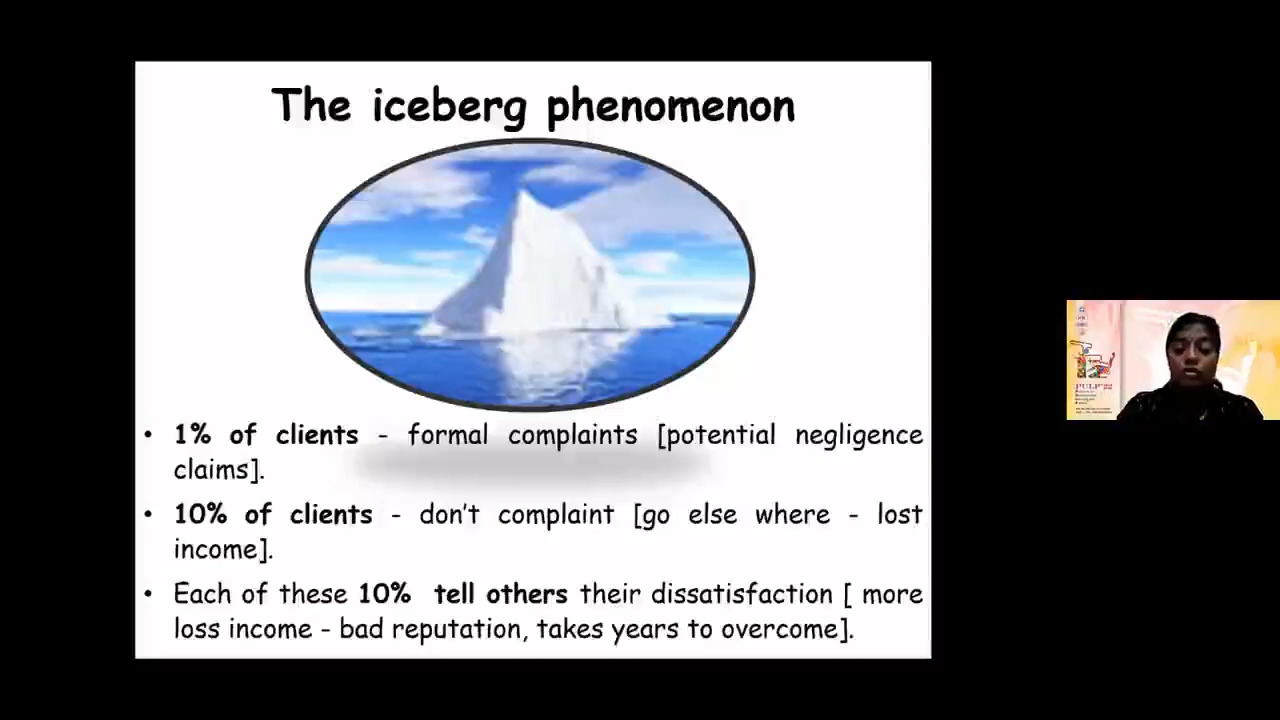 The iceberg phenomenon
• 1% of clients - formal complaints [potential negligence
claims].
• 10% of clients - don't complaint [go else where - lost
income].
• Each of these 10% tell others their dissatisfaction [ more
loss income - bad reputation, takes years to overcome].
PULP